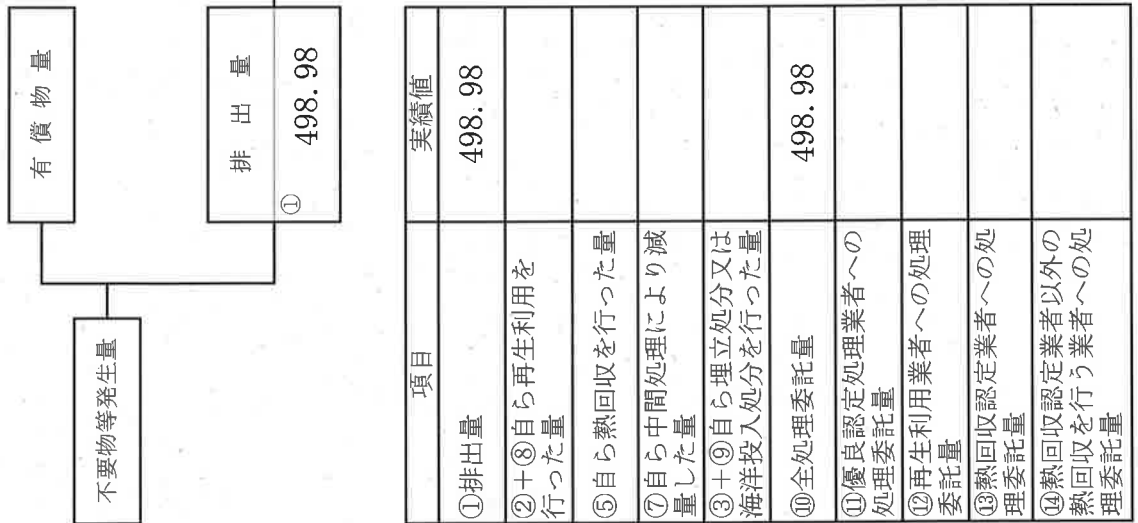 不要物等発生量
有償物量
排出量
① 498.98
項目 実績値
①排出量 498.98
②+⑧自ら再生利用を
行った量
⑤自ら熱回収を行った量
⑦自ら中間処理により減
量した量
③+⑨自ら埋立処分又は
海洋投入処分を行った量
⑩全処理委託量 498.98
⑪優良認定処理業者への
処理委託量
⑫再生利用業者への処理
委託量
⑬熱回収認定業者への処
理委託量
⑭熱回収認定業者以外の
熱回収を行う業者への処
理委託量